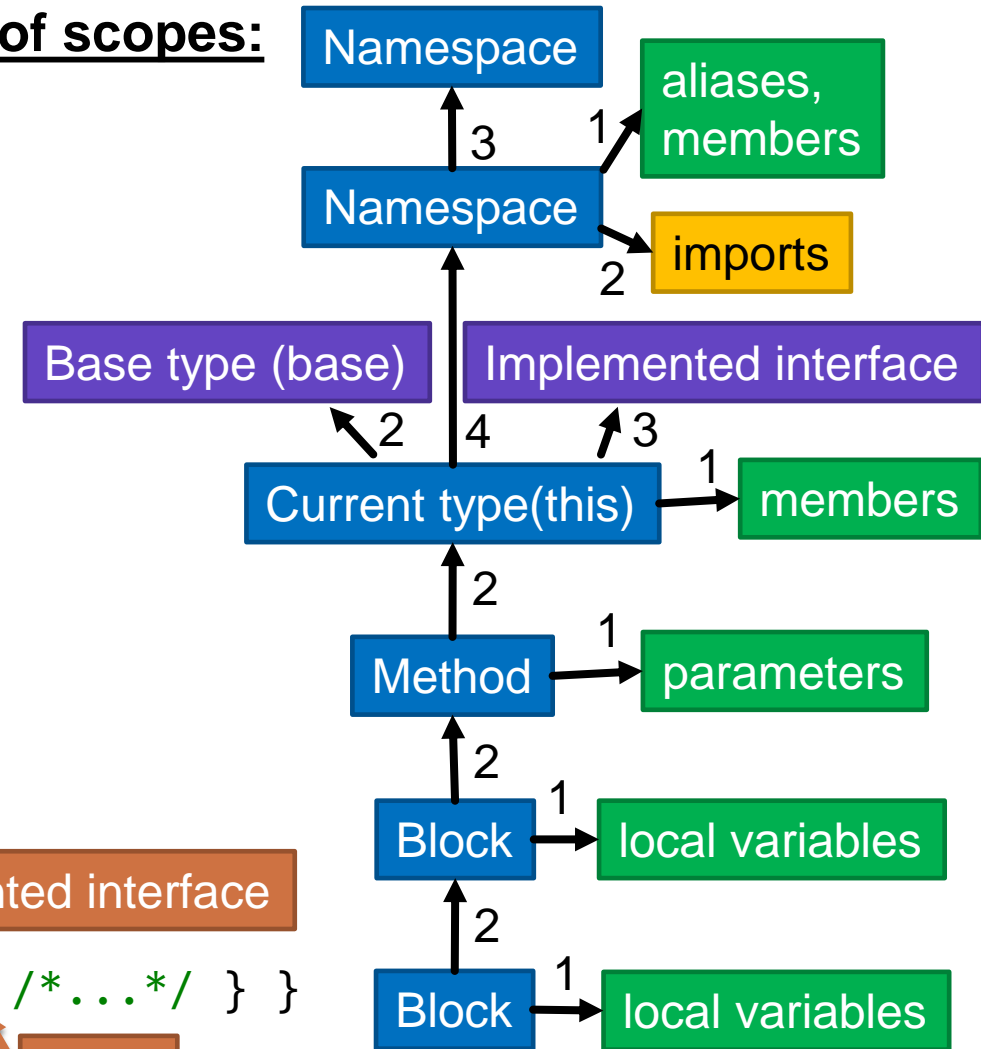 of scopes:
Namespace
aliases,
members
3
1
Namespace
imports
2
Base type (base)
Implemented interface
2
4
3
1
Current type(this)
members
2
1
Method
parameters
2
1
Block
local variables
interface
2
/*...*/ } }
1
Block
local variables